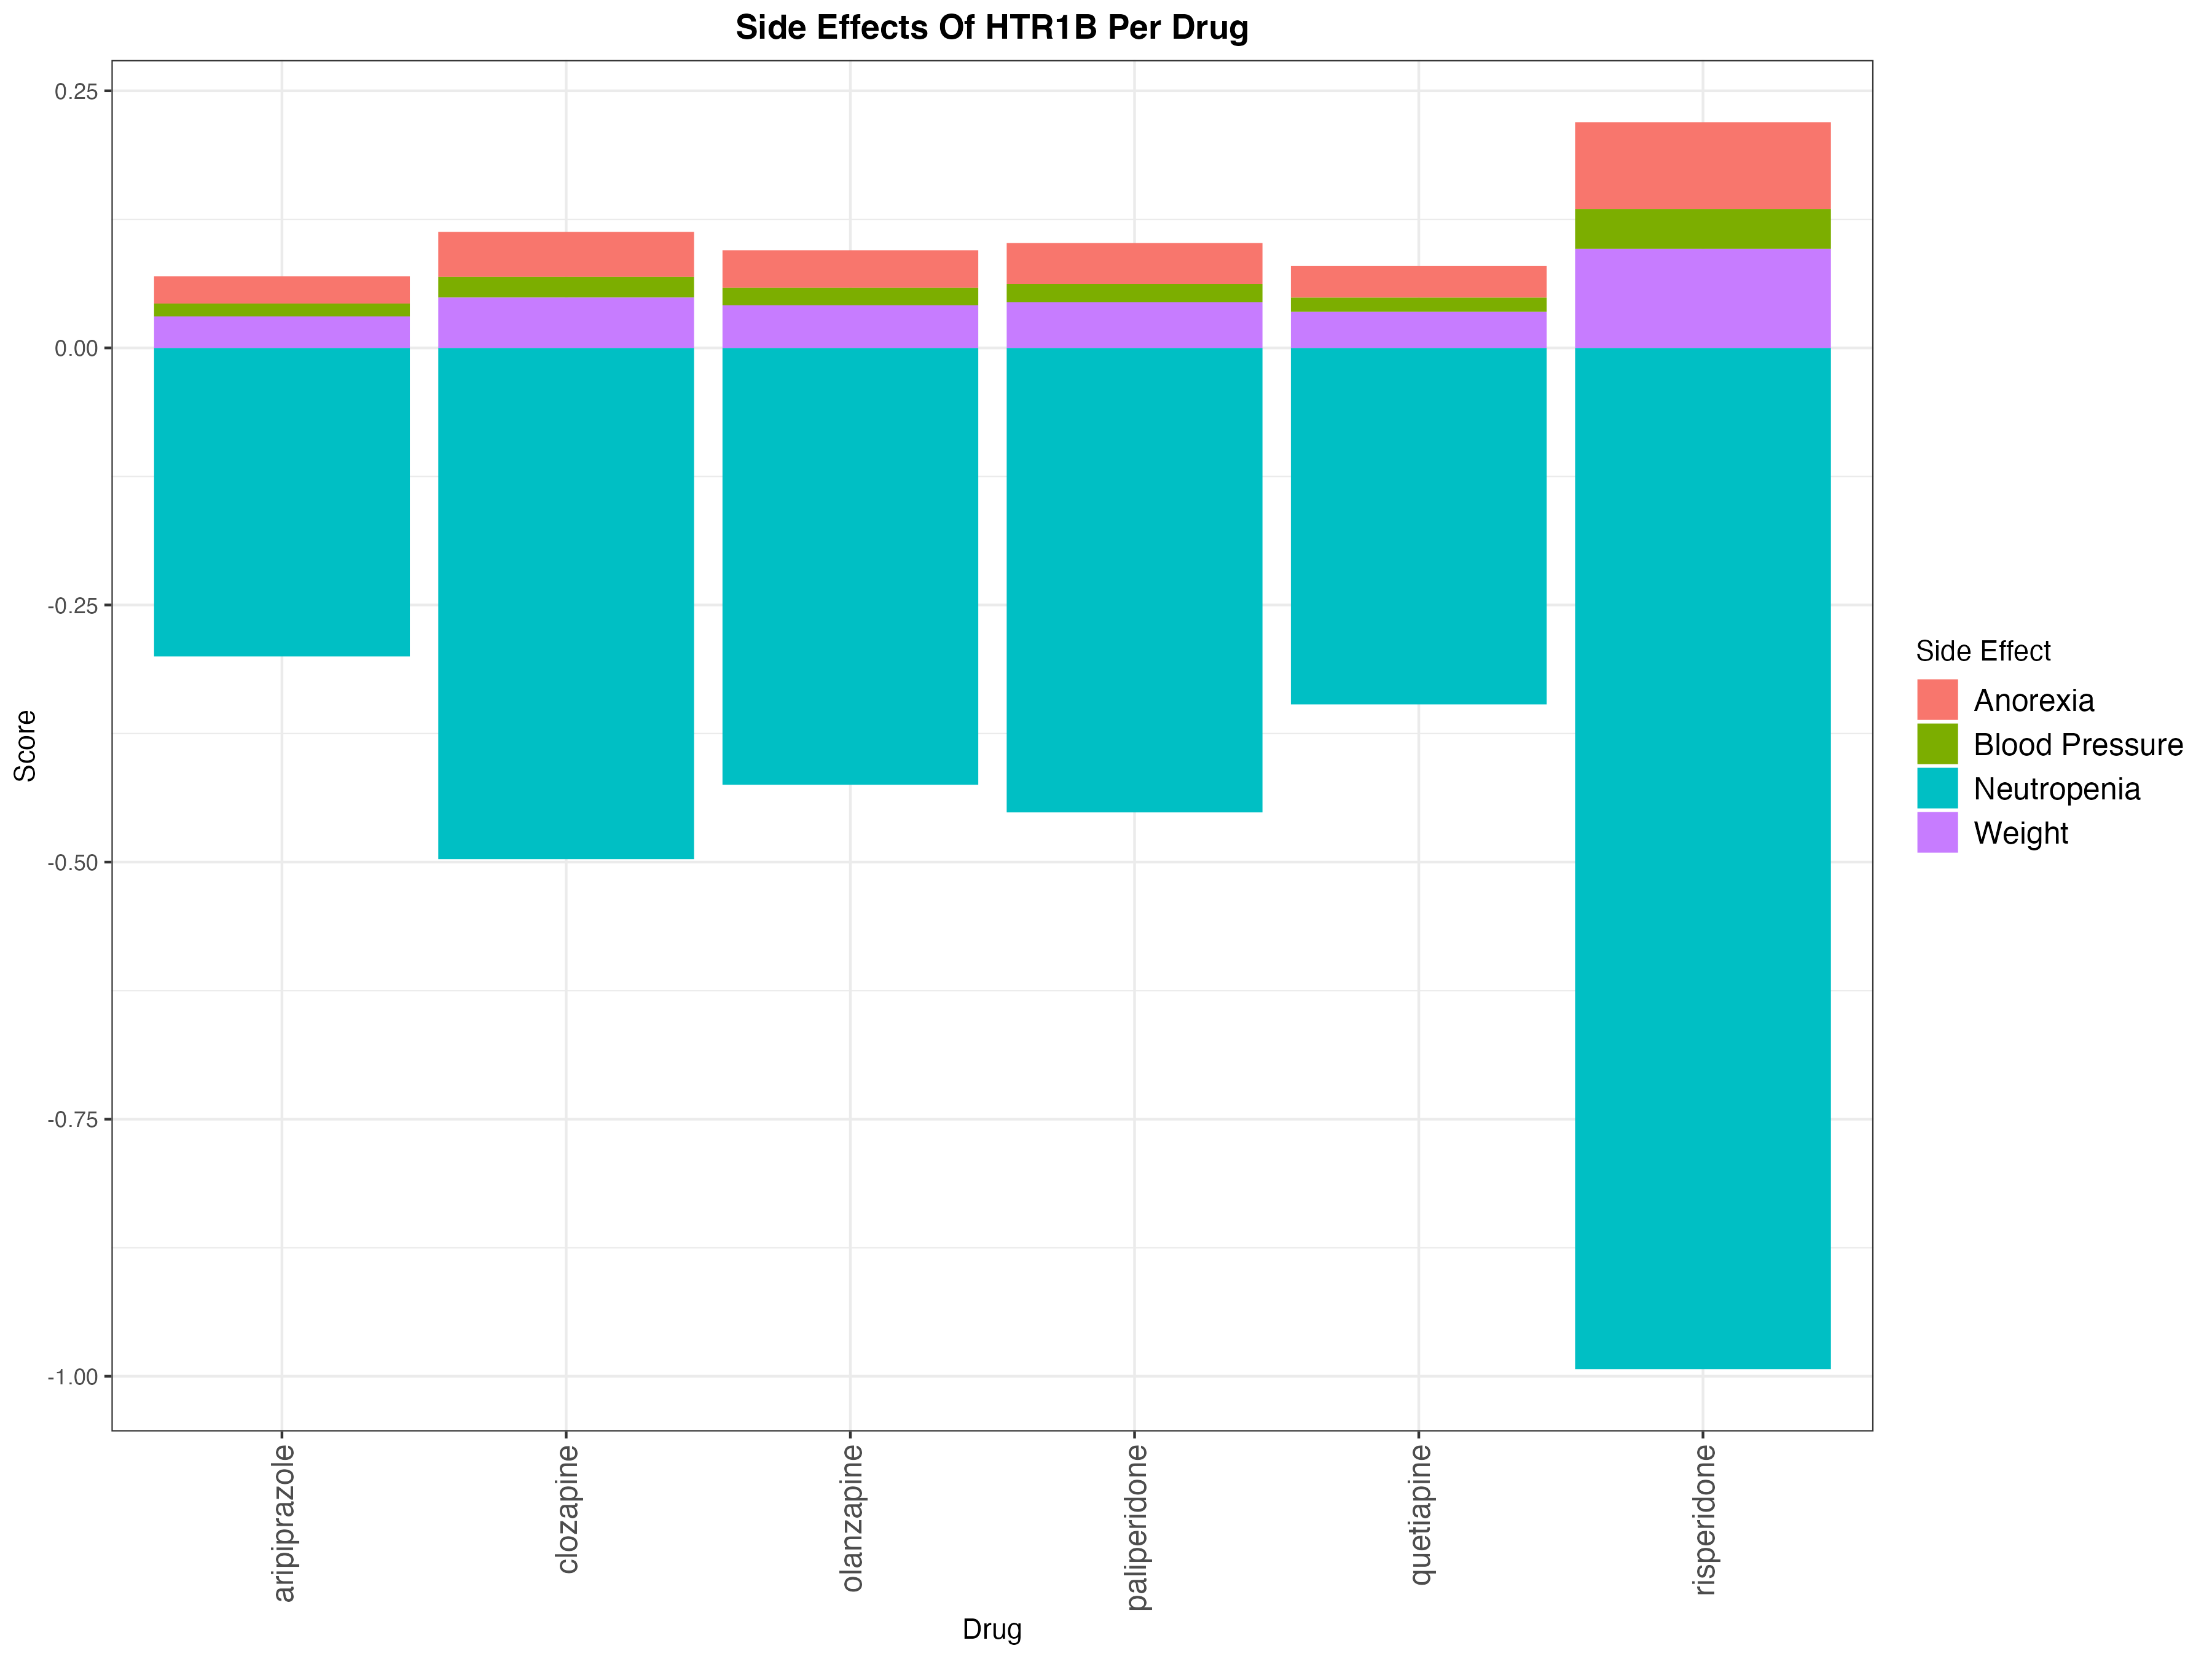 Side Effects Of HTR1B Per Drug
0.25
0.00
-0.25
-0.50
-0.75
-1.00
Score
aripiprazole
clozapine
olanzapine
paliperidone
quetiapine
risperidone
Drug
Side Effect
Anorexia
Blood Pressure
Neutropenia
Weight